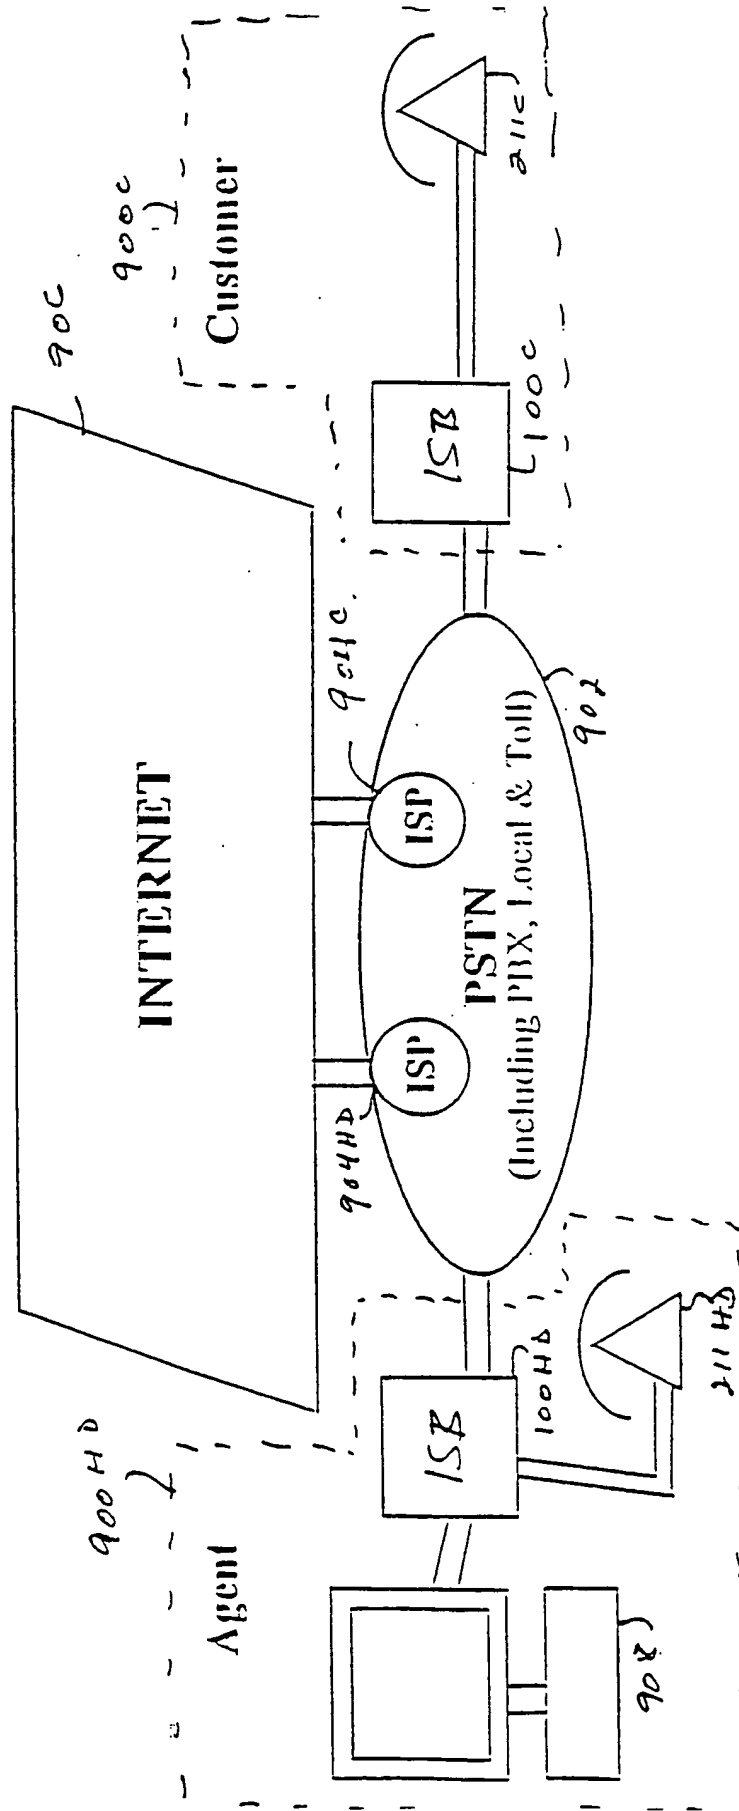 90C
INTERNET
900HD
900C
Agent
Customer
904HD
904C.
ISP
ISP
ISB
ISB
PSTN
(Including PBX, Local & Toll)
100HD
100C
902
211HD
211C
908